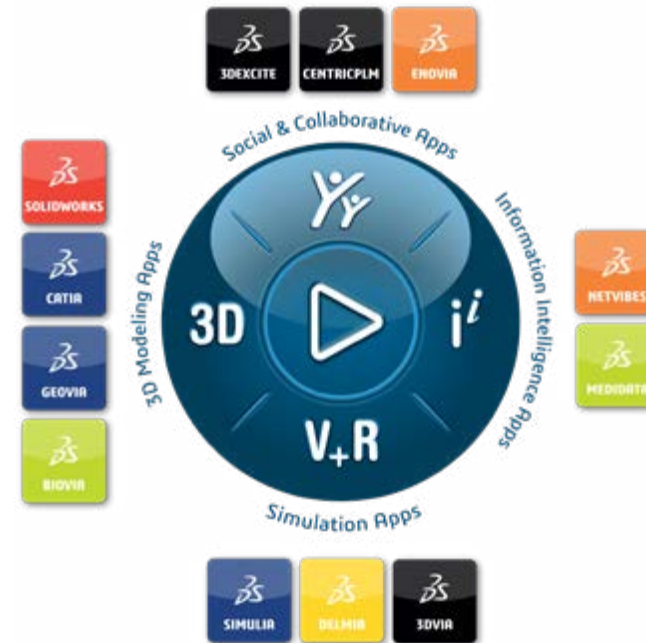 3DEXCITE
CENTRICPLM
ENOVIA
Social & Collaborative Apps
SOLIDWORKS
CATIA
GEOVIA
BIOVIA
3D Modeling Apps
3D
i i
V+R
Information Intelligence Apps
NETVIBES
MEDIDATA
Simulation Apps
SIMULIA
DELMIA
3DVIA